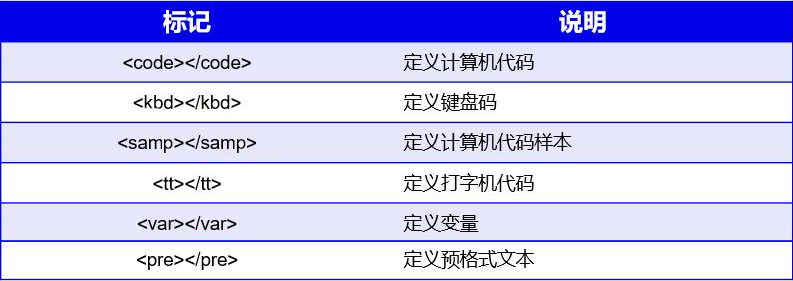 标记 说明
<code></code> 定义计算机代码
<kbd></kbd> 定义键盘码
<samp></samp> 定义计算机代码样本
<tt></tt> 定义打字机代码
<var></var> 定义变量
<pre></pre> 定义预格式文本